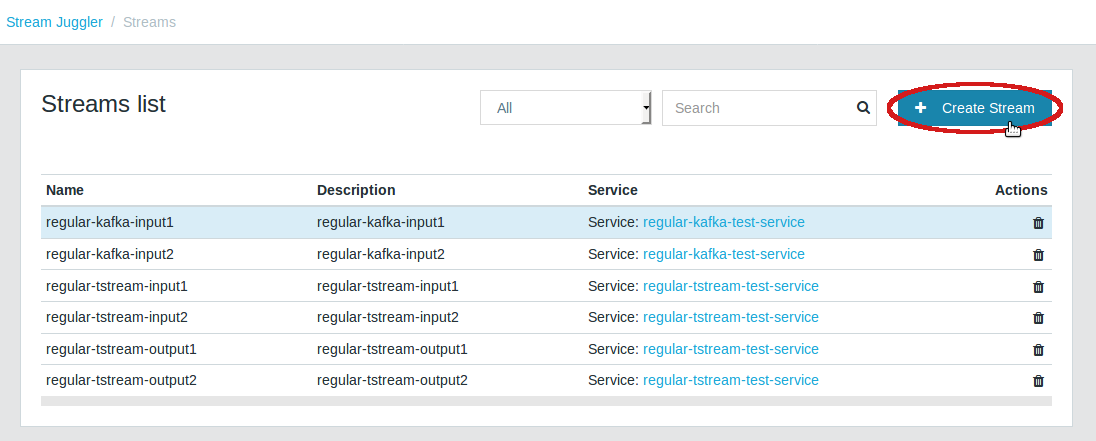 Stream Juggler / Streams
Streams list All Search Create Stream
Name Description Service Actions
regular-kafka-input1 regular-kafka-input1 Service: regular-kafka-test-service
regular-kafka-input2 regular-kafka-input2 Service: regular-kafka-test-service
regular-tstream-input1 regular-tstream-input1 Service: regular-tstream-test-service
regular-tstream-input2 regular-tstream-input2 Service: regular-tstream-test-service
regular-tstream-output1 regular-tstream-output1 Service: regular-tstream-test-service
regular-tstream-output2 regular-tstream-output2 Service: regular-tstream-test-service